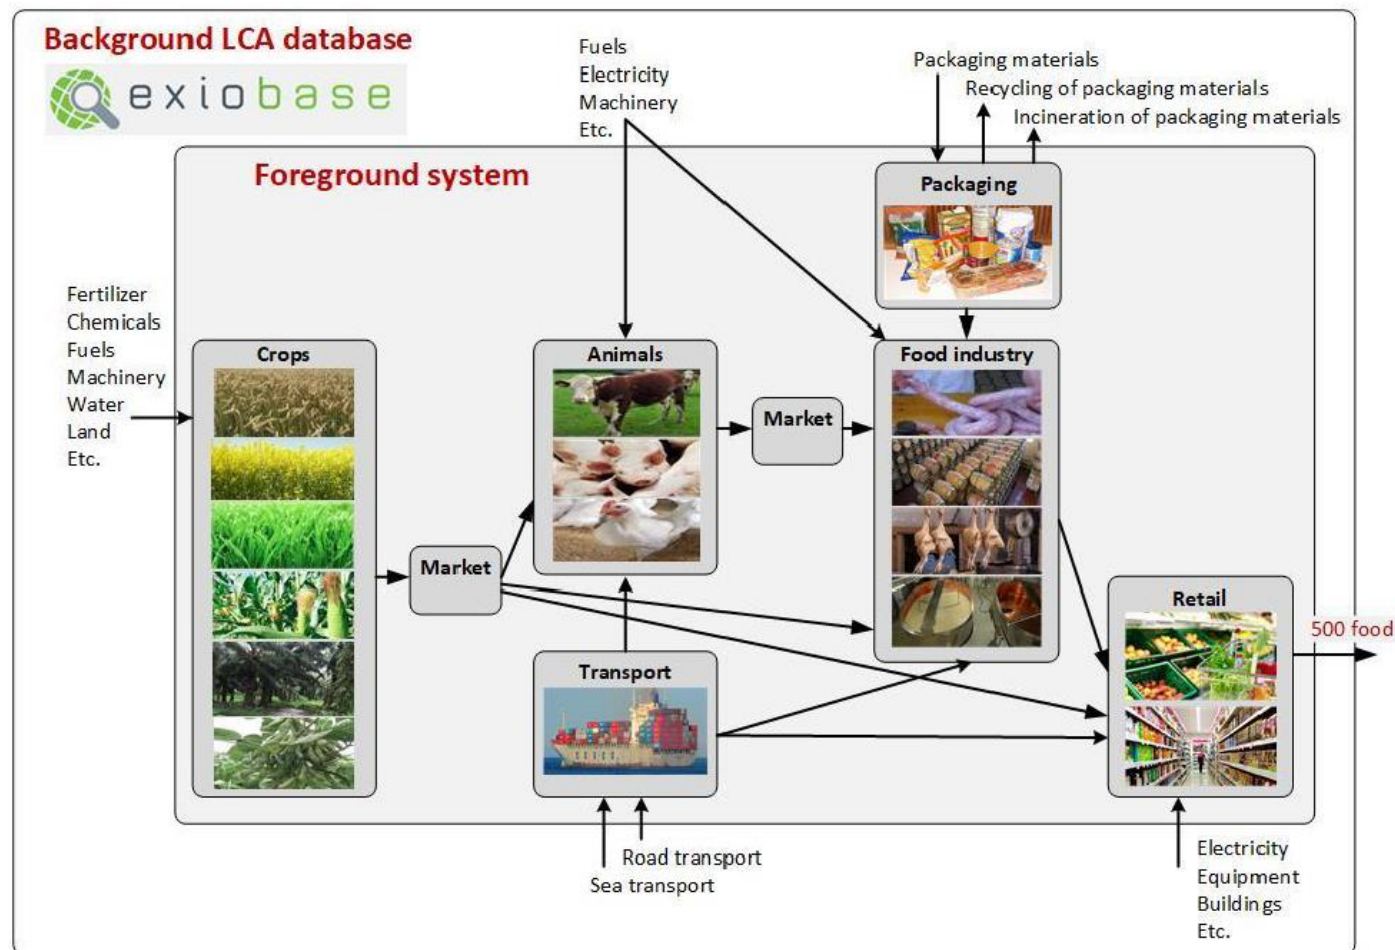 Background LCA database
exiobase
Fuels
Electricity
Machinery
Etc.
Packaging materials
Recycling of packaging materials
Incineration of packaging materials
Foreground system
Packaging
Fertilizer
Chemicals
Fuels
Machinery
Water
Land
Etc.
Crops
Animals
Market
Food industry
Market
Transport
Retail
500 food
Road transport
Sea transport
Electricity
Equipment
Buildings
Etc.